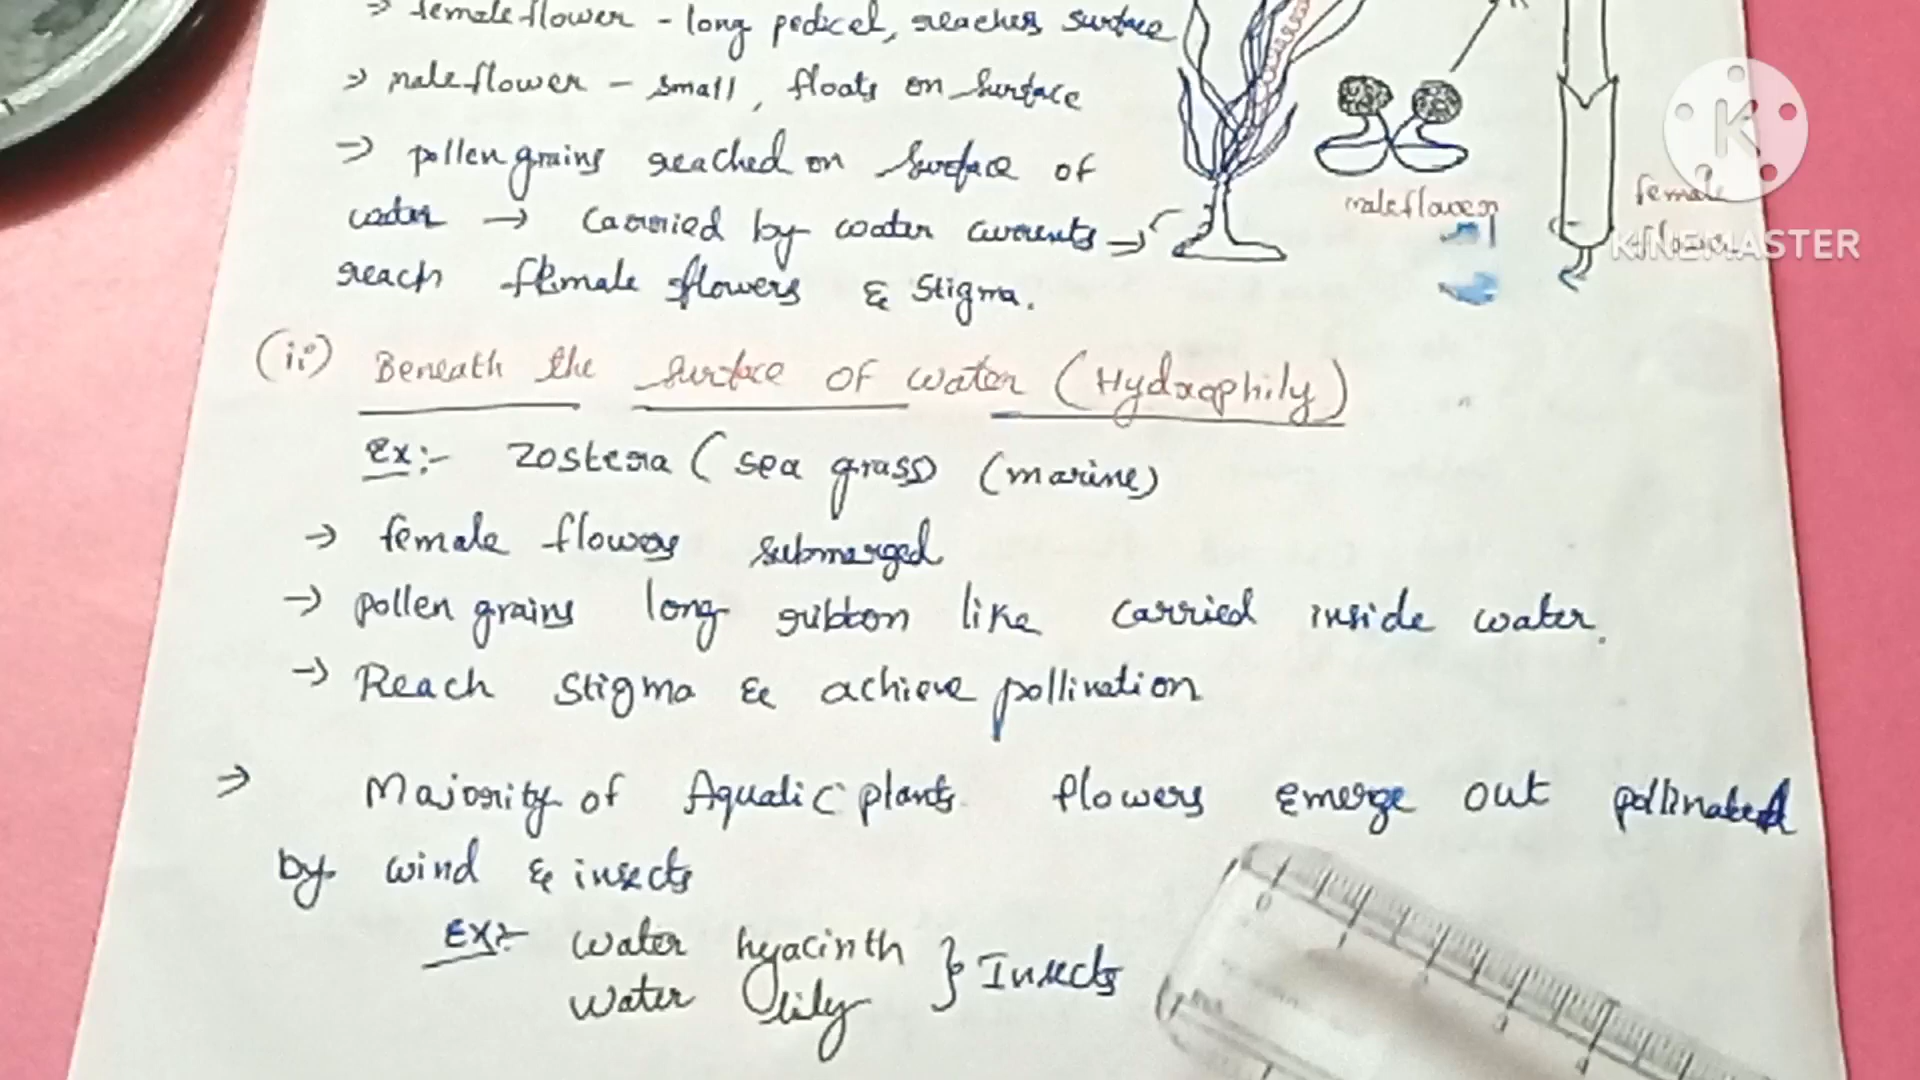 ⇒ female flower - long pedicel, reaches surface
⇒ male flower - small, floats on surface
→ pollen grains reached on surface of
water → carried by water currents →
reach female flowers & stigma.
male flower
female
flower
K
KINEMASTER
(ii) Beneath the surface of water (Hydrophily)
Ex:- Zostera (sea grass) (marine)
→ female flowers submerged
→ pollen grains long ribbon like carried inside water.
→ Reach stigma & achieve pollination
⇒ Majority of Aquatic plants flowers emerge out pollinated
by wind & insects
Ex:- water hyacinth } Insects
water lily
0